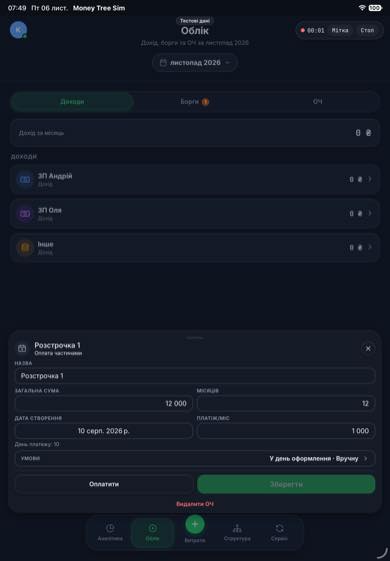 07:49 Пт 06 лист. Money Tree Sim 100
Тестові дані
К
Облік
00:01 Мітка Стоп
Дохід, борги та ОЧ за листопад 2026
листопад 2026
Доходи Борги 1 ОЧ
Дохід за місяць 0 ₴
ДОХОДИ
ЗП Андрій
Дохід
0 ₴
ЗП Оля
Дохід
0 ₴
Інше
Дохід
0 ₴
Розстрочка 1
Оплата частинами
НАЗВА
Розстрочка 1
ЗАГАЛЬНА СУМА МІСЯЦІВ
12 000 12
ДАТА СТВОРЕННЯ ПЛАТІЖ/МІС
10 серп. 2026 р. 1 000
День платежу: 10
УМОВИ У день оформлення · Вручну
Оплатити Зберегти
Видалити ОЧ
Аналітика Облік Витрата Структура Сервіс